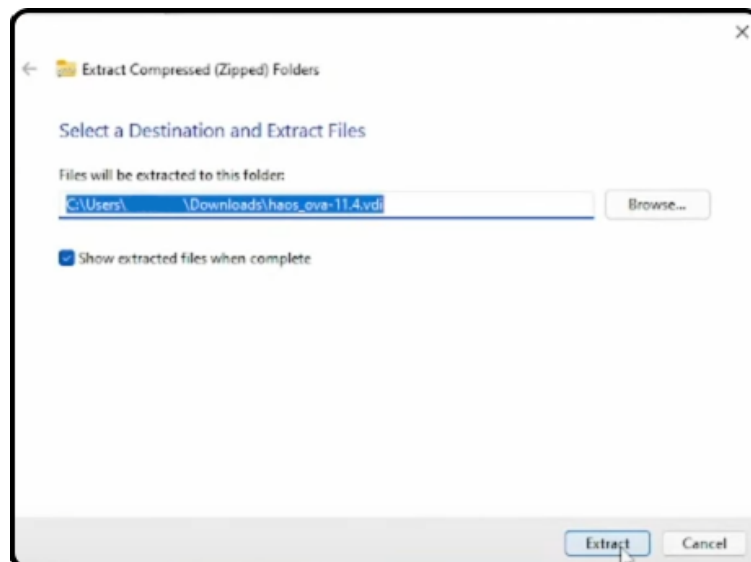 Extract Compressed (Zipped) Folders
Select a Destination and Extract Files
Files will be extracted to this folder:
C:\Users\ \Downloads\haos_ova-11.4.vdi
Browse...
Show extracted files when complete
Extract Cancel